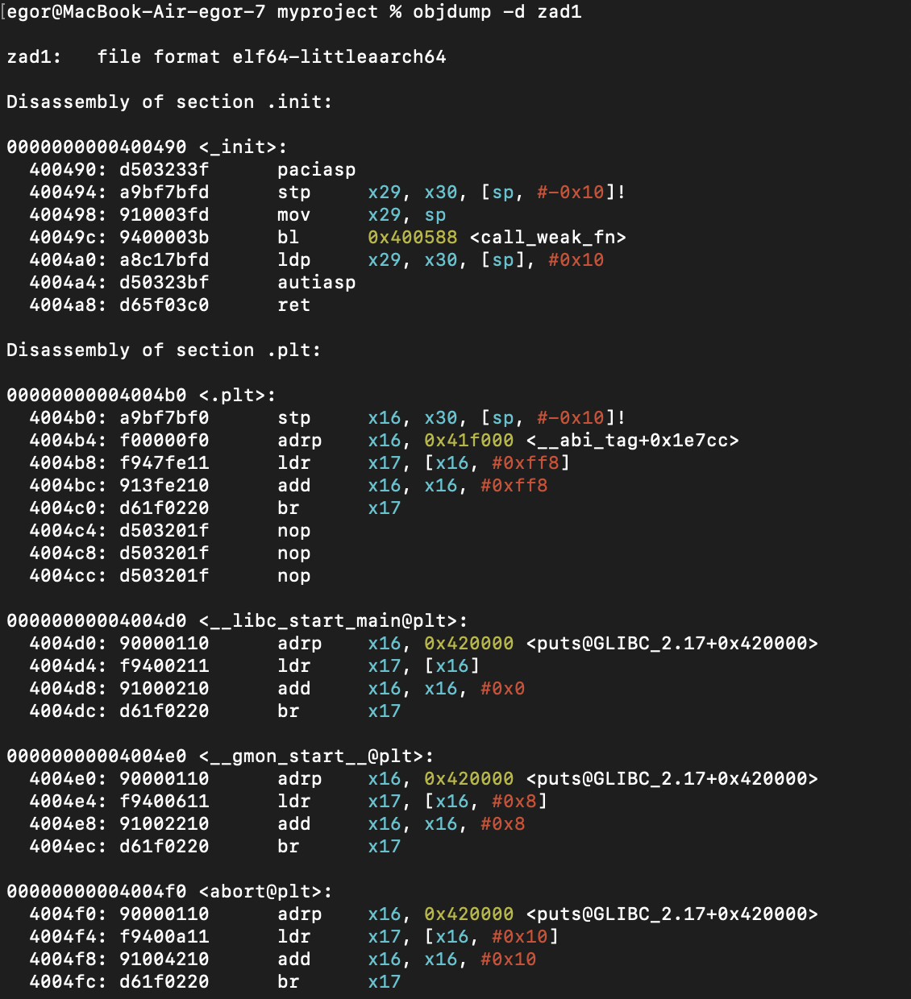 [egor@MacBook-Air-egor-7 myproject % objdump -d zad1
zad1:   file format elf64-littleaarch64
Disassembly of section .init:
0000000000400490 <_init>:
  400490: d503233f      paciasp
  400494: a9bf7bfd      stp     x29, x30, [sp, #-0x10]!
  400498: 910003fd      mov     x29, sp
  40049c: 9400003b      bl      0x400588 <call_weak_fn>
  4004a0: a8c17bfd      ldp     x29, x30, [sp], #0x10
  4004a4: d50323bf      autiasp
  4004a8: d65f03c0      ret
Disassembly of section .plt:
00000000004004b0 <.plt>:
  4004b0: a9bf7bf0      stp     x16, x30, [sp, #-0x10]!
  4004b4: f00000f0      adrp    x16, 0x41f000 <__abi_tag+0x1e7cc>
  4004b8: f947fe11      ldr     x17, [x16, #0xff8]
  4004bc: 913fe210      add     x16, x16, #0xff8
  4004c0: d61f0220      br      x17
  4004c4: d503201f      nop
  4004c8: d503201f      nop
  4004cc: d503201f      nop
00000000004004d0 <__libc_start_main@plt>:
  4004d0: 90000110      adrp    x16, 0x420000 <puts@GLIBC_2.17+0x420000>
  4004d4: f9400211      ldr     x17, [x16]
  4004d8: 91000210      add     x16, x16, #0x0
  4004dc: d61f0220      br      x17
00000000004004e0 <__gmon_start__@plt>:
  4004e0: 90000110      adrp    x16, 0x420000 <puts@GLIBC_2.17+0x420000>
  4004e4: f9400611      ldr     x17, [x16, #0x8]
  4004e8: 91002210      add     x16, x16, #0x8
  4004ec: d61f0220      br      x17
00000000004004f0 <abort@plt>:
  4004f0: 90000110      adrp    x16, 0x420000 <puts@GLIBC_2.17+0x420000>
  4004f4: f9400a11      ldr     x17, [x16, #0x10]
  4004f8: 91004210      add     x16, x16, #0x10
  4004fc: d61f0220      br      x17